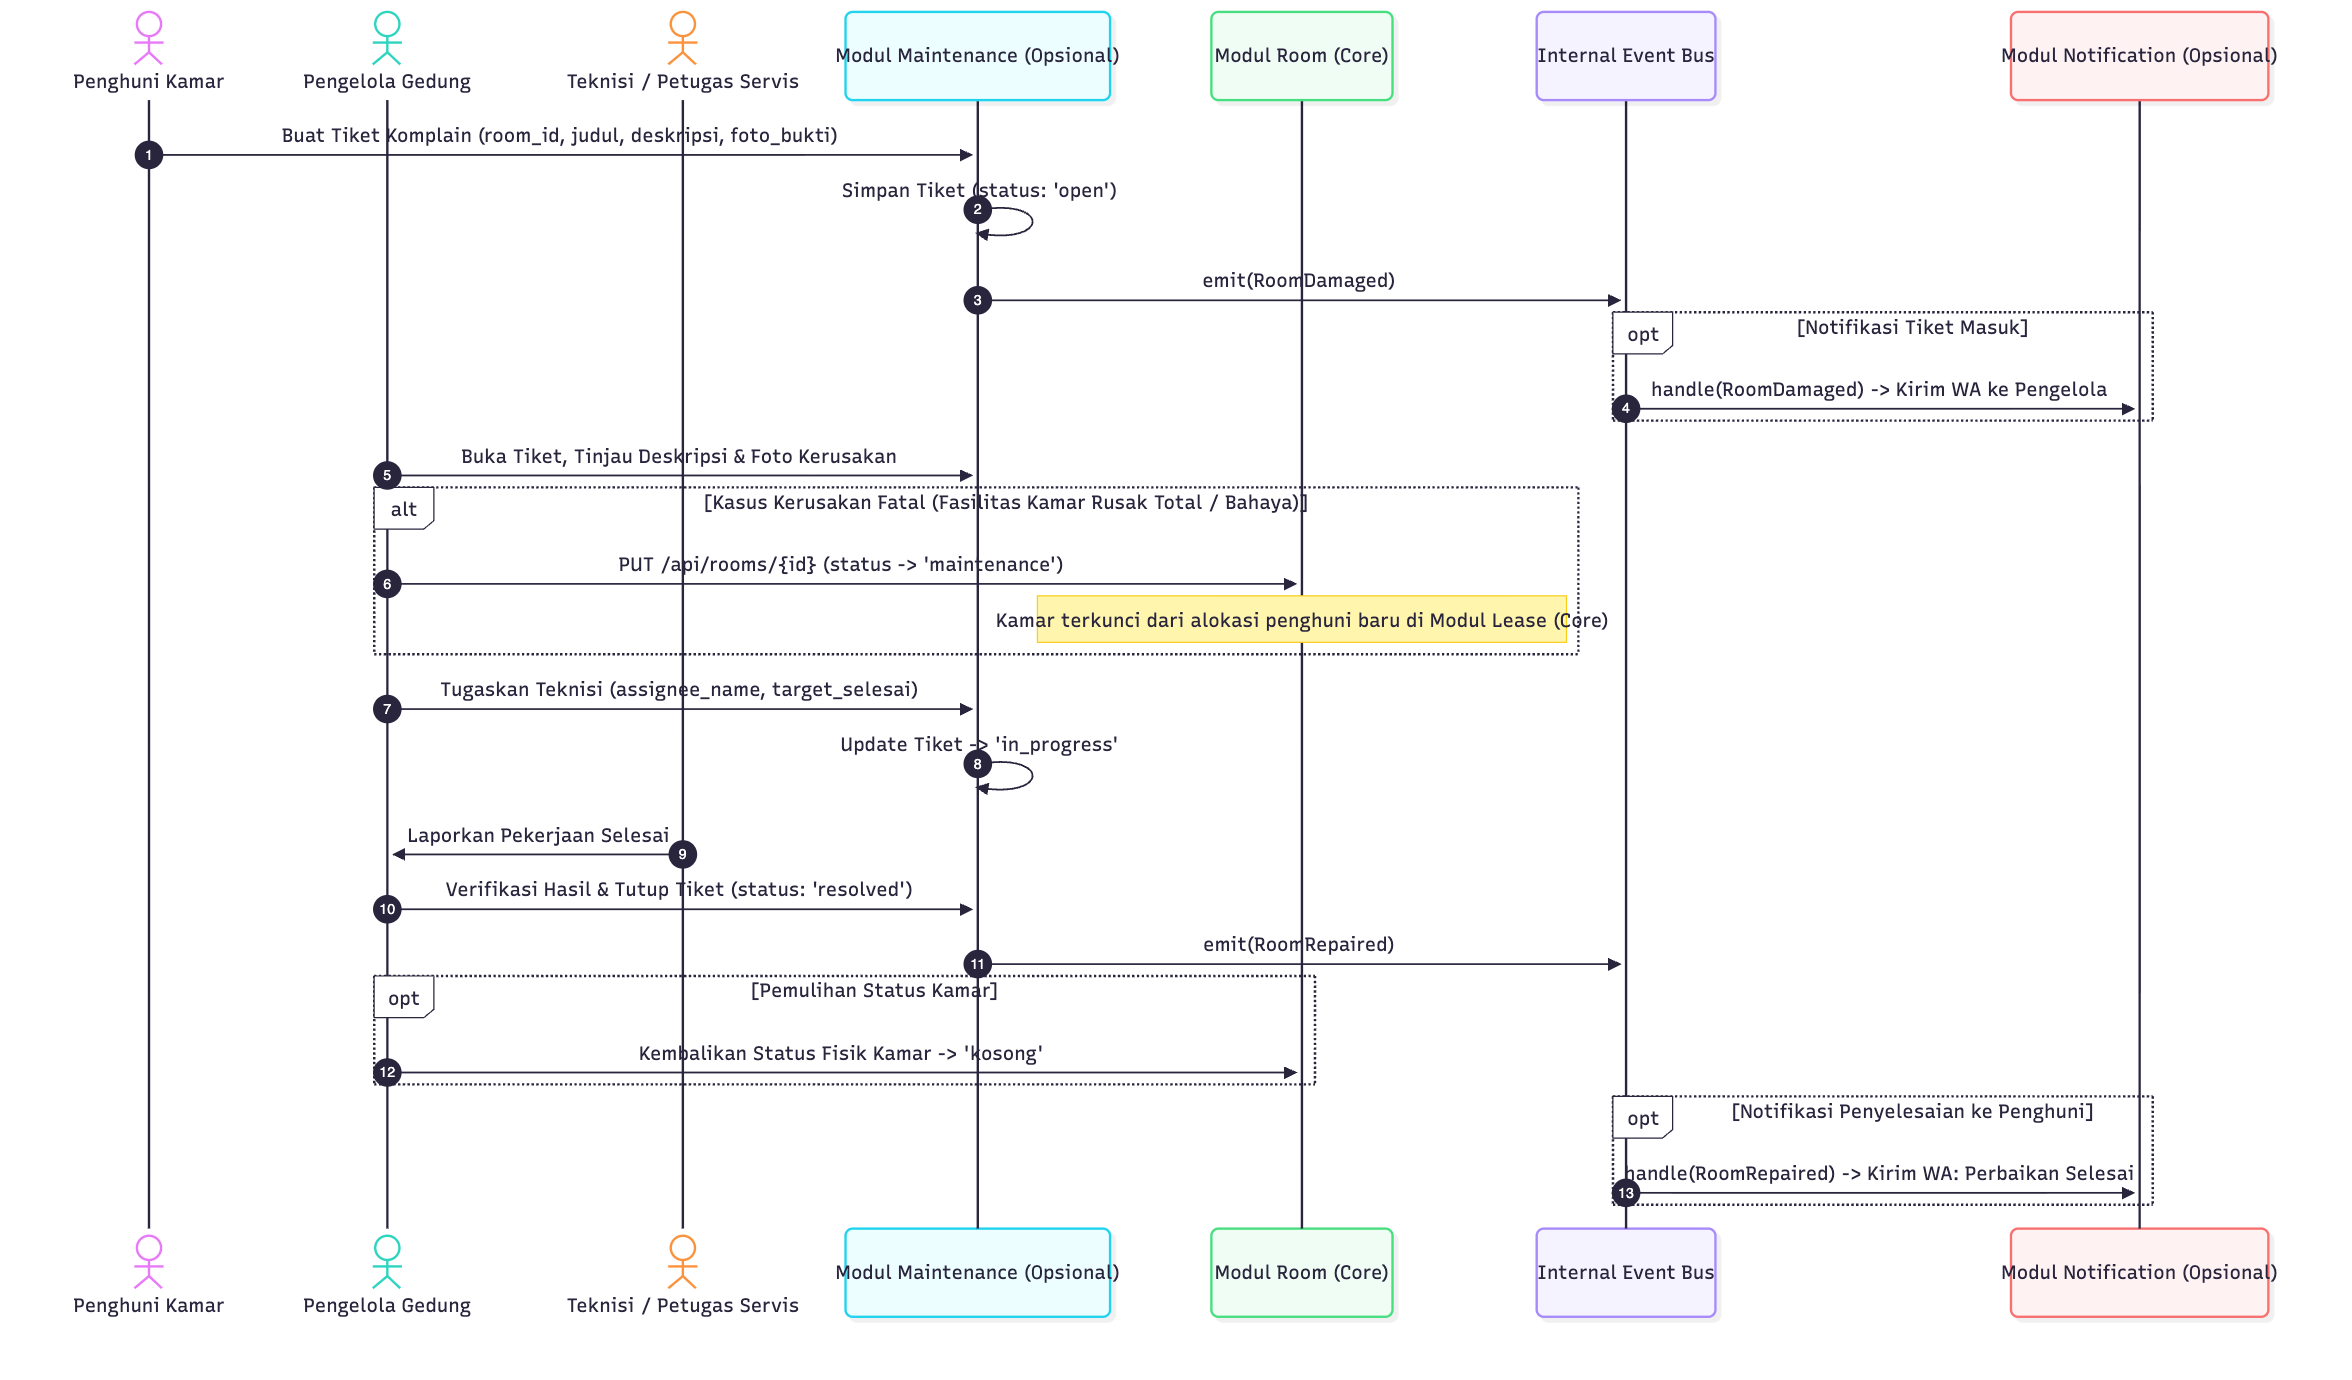 Penghuni Kamar
Pengelola Gedung
Teknisi / Petugas Servis
Modul Maintenance (Opsional)
Modul Room (Core)
Internal Event Bus
Modul Notification (Opsional)
Buat Tiket Komplain (room_id, judul, deskripsi, foto_bukti)
1
Simpan Tiket (status: 'open')
2
emit(RoomDamaged)
3
opt
[Notifikasi Tiket Masuk]
handle(RoomDamaged) -> Kirim WA ke Pengelola
4
Buka Tiket, Tinjau Deskripsi & Foto Kerusakan
5
alt
[Kasus Kerusakan Fatal (Fasilitas Kamar Rusak Total / Bahaya)]
PUT /api/rooms/{id} (status -> 'maintenance')
6
Kamar terkunci dari alokasi penghuni baru di Modul Lease (Core)
Tugaskan Teknisi (assignee_name, target_selesai)
7
Update Tiket -> 'in_progress'
8
Laporkan Pekerjaan Selesai
9
Verifikasi Hasil & Tutup Tiket (status: 'resolved')
10
emit(RoomRepaired)
11
opt
[Pemulihan Status Kamar]
Kembalikan Status Fisik Kamar -> 'kosong'
12
opt
[Notifikasi Penyelesaian ke Penghuni]
handle(RoomRepaired) -> Kirim WA: Perbaikan Selesai
13
Penghuni Kamar
Pengelola Gedung
Teknisi / Petugas Servis
Modul Maintenance (Opsional)
Modul Room (Core)
Internal Event Bus
Modul Notification (Opsional)